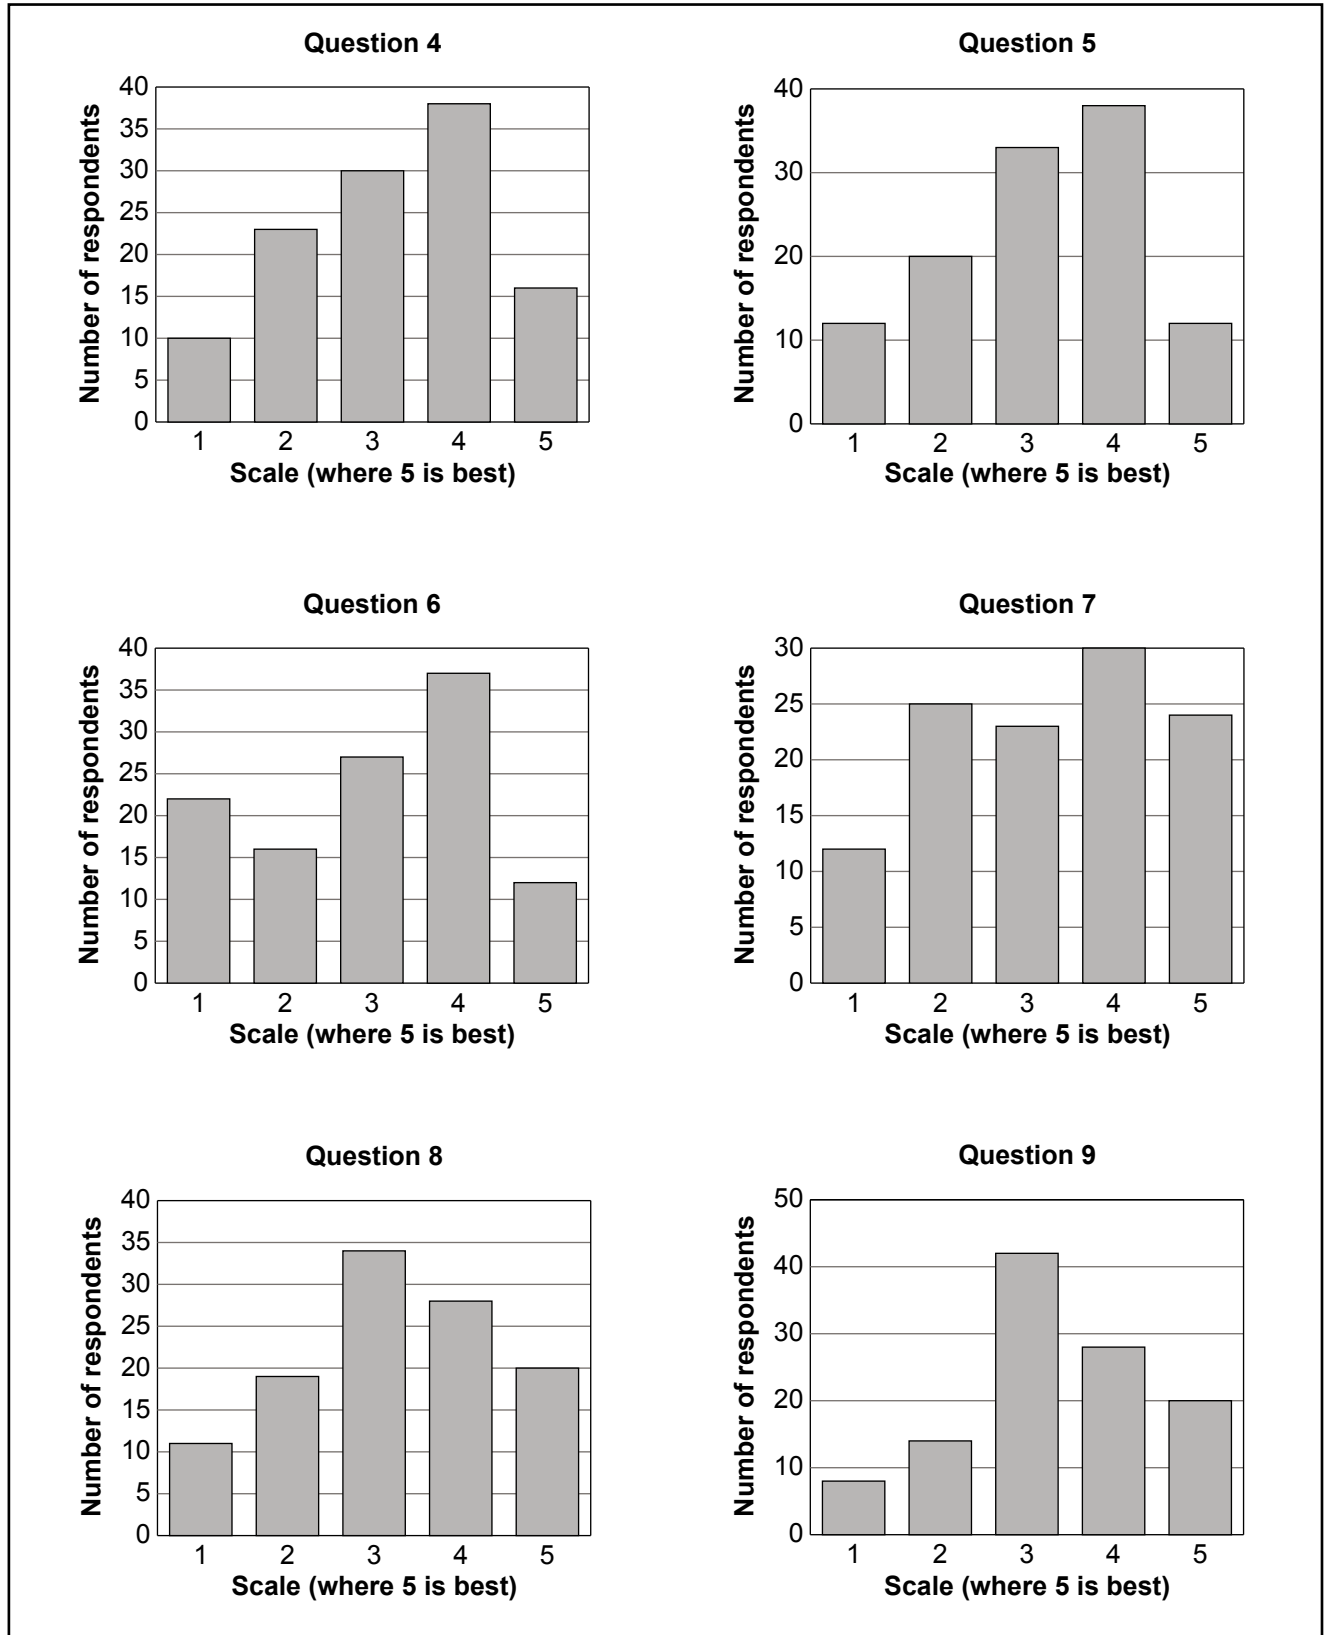 Question 4
Number of respondents
40
35
30
25
20
15
10
5
0
1 2 3 4 5
Scale (where 5 is best)
Question 5
Number of respondents
40
30
20
10
0
1 2 3 4 5
Scale (where 5 is best)
Question 6
Number of respondents
40
35
30
25
20
15
10
5
0
1 2 3 4 5
Scale (where 5 is best)
Question 7
Number of respondents
30
25
20
15
10
5
0
1 2 3 4 5
Scale (where 5 is best)
Question 8
Number of respondents
40
35
30
25
20
15
10
5
0
1 2 3 4 5
Scale (where 5 is best)
Question 9
Number of respondents
50
40
30
20
10
0
1 2 3 4 5
Scale (where 5 is best)